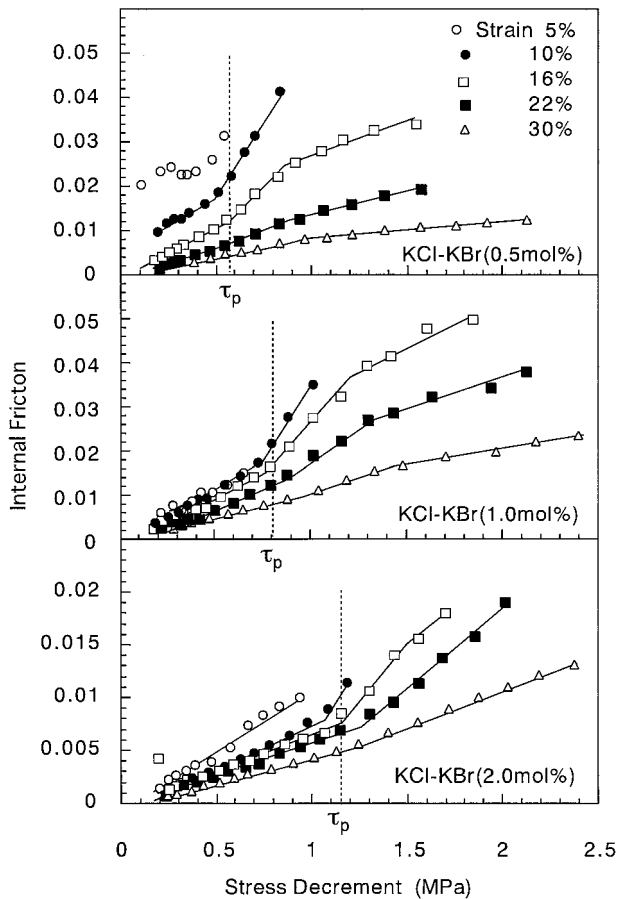 0.06
0.05
0.04
0.03
0.02
0.01
0
Strain 5%
10%
16%
22%
30%
KCl-KBr(0.5mol%)
τp
0.05
0.04
0.03
0.02
0.01
0
KCl-KBr(1.0mol%)
τp
Internal Fricton
0.02
0.015
0.01
0.005
0
KCl-KBr(2.0mol%)
τp
0 0.5 1 1.5 2 2.5
Stress Decrement (MPa)